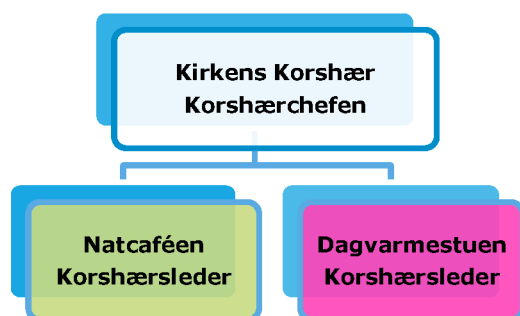 Kirkens Korshær
Korshærchefen
Natcaféen
Korshærsleder
Dagvarmestuen
Korshærsleder